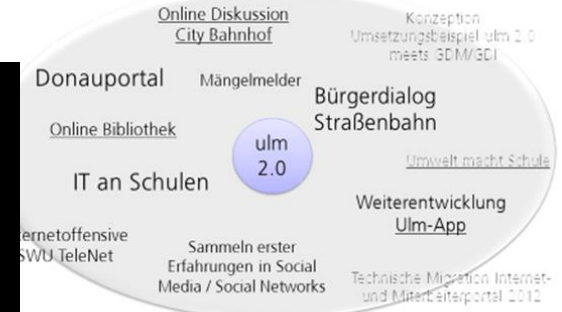 Online Diskussion
City Bahnhof
Konzeption
Umsetzungsbeispiel ulm 2.0
meets GDM/GDI
Donauportal
Mängelmelder
Bürgerdialog
Straßenbahn
Online Bibliothek
ulm
2.0
Umwelt macht Schule
IT an Schulen
Weiterentwicklung
Ulm-App
ernetoffensive
SWU TeleNet
Sammeln erster
Erfahrungen in Social
Media / Social Networks
Technische Migration Internet-
und Mitarbeiterportal 2012